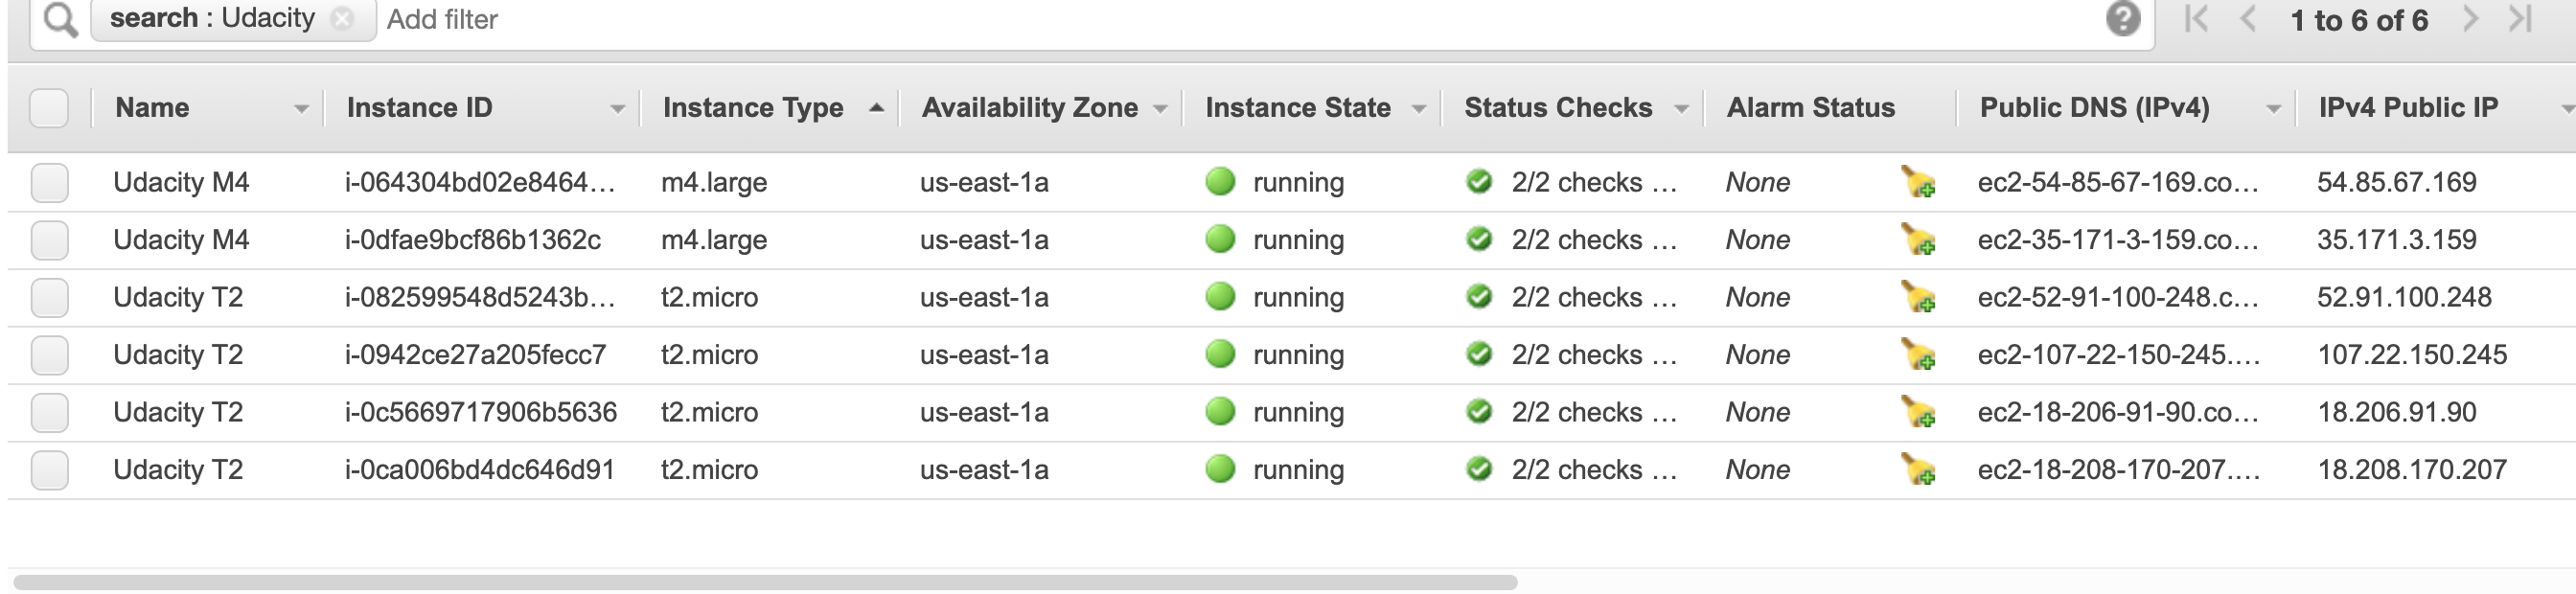 search : Udacity Add filter 1 to 6 of 6
Name Instance ID Instance Type Availability Zone Instance State Status Checks Alarm Status Public DNS (IPv4) IPv4 Public IP
Udacity M4 i-064304bd02e8464… m4.large us-east-1a running 2/2 checks … None ec2-54-85-67-169.co… 54.85.67.169
Udacity M4 i-0dfae9bcf86b1362c m4.large us-east-1a running 2/2 checks … None ec2-35-171-3-159.co… 35.171.3.159
Udacity T2 i-082599548d5243b… t2.micro us-east-1a running 2/2 checks … None ec2-52-91-100-248.c… 52.91.100.248
Udacity T2 i-0942ce27a205fecc7 t2.micro us-east-1a running 2/2 checks … None ec2-107-22-150-245.… 107.22.150.245
Udacity T2 i-0c5669717906b5636 t2.micro us-east-1a running 2/2 checks … None ec2-18-206-91-90.co… 18.206.91.90
Udacity T2 i-0ca006bd4dc646d91 t2.micro us-east-1a running 2/2 checks … None ec2-18-208-170-207.… 18.208.170.207